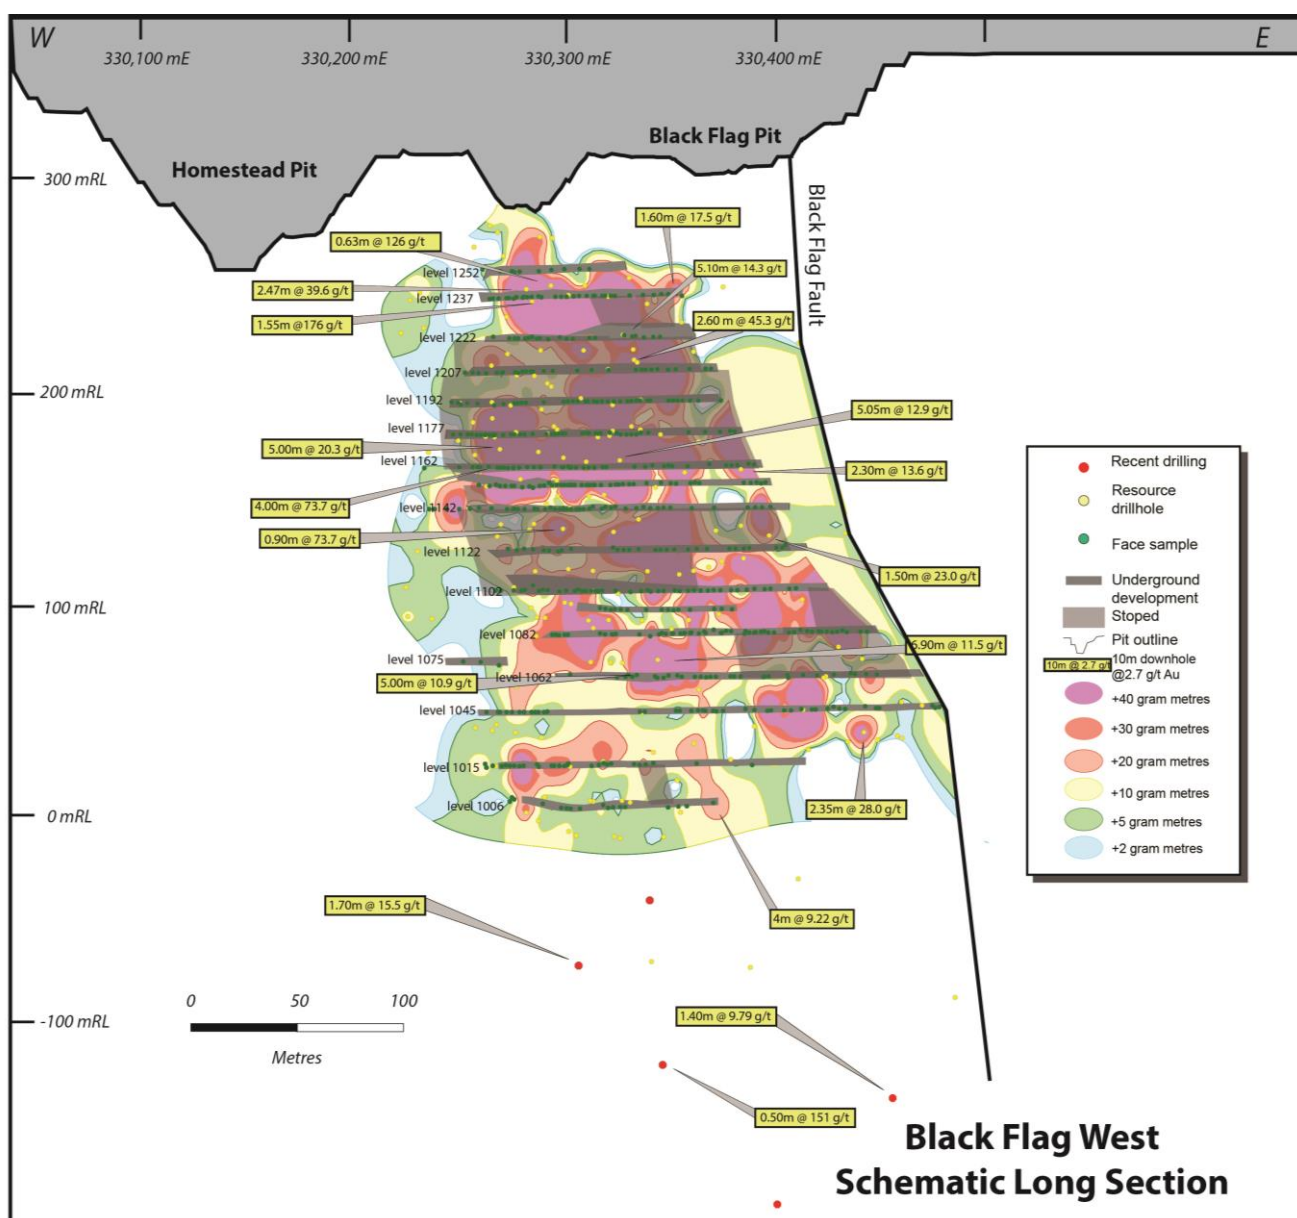 W
E
330,100 mE
330,200 mE
330,300 mE
330,400 mE
Black Flag Pit
Homestead Pit
300 mRL
Black Flag Fault
1.60m @ 17.5 g/t
0.63m @ 126 g/t
level 1252
5.10m @ 14.3 g/t
2.47m @ 39.6 g/t
level 1237
1.55m @176 g/t
2.60 m @ 45.3 g/t
level 1222
level 1207
200 mRL
level 1192
5.05m @ 12.9 g/t
level 1177
5.00m @ 20.3 g/t
level 1162
2.30m @ 13.6 g/t
4.00m @ 73.7 g/t
level 1142
0.90m @ 73.7 g/t
level 1122
1.50m @ 23.0 g/t
level 1102
100 mRL
level 1082
6.90m @ 11.5 g/t
level 1075
level 1062
5.00m @ 10.9 g/t
level 1045
level 1015
level 1006
2.35m @ 28.0 g/t
0 mRL
1.70m @ 15.5 g/t
4m @ 9.22 g/t
0
50
100
Metres
-100 mRL
1.40m @ 9.79 g/t
0.50m @ 151 g/t
Recent drilling
Resource
drillhole
Face sample
Underground
development
Stoped
Pit outline
10m @ 2.7 g/t
10m downhole
@2.7 g/t Au
+40 gram metres
+30 gram metres
+20 gram metres
+10 gram metres
+5 gram metres
+2 gram metres
Black Flag West
Schematic Long Section